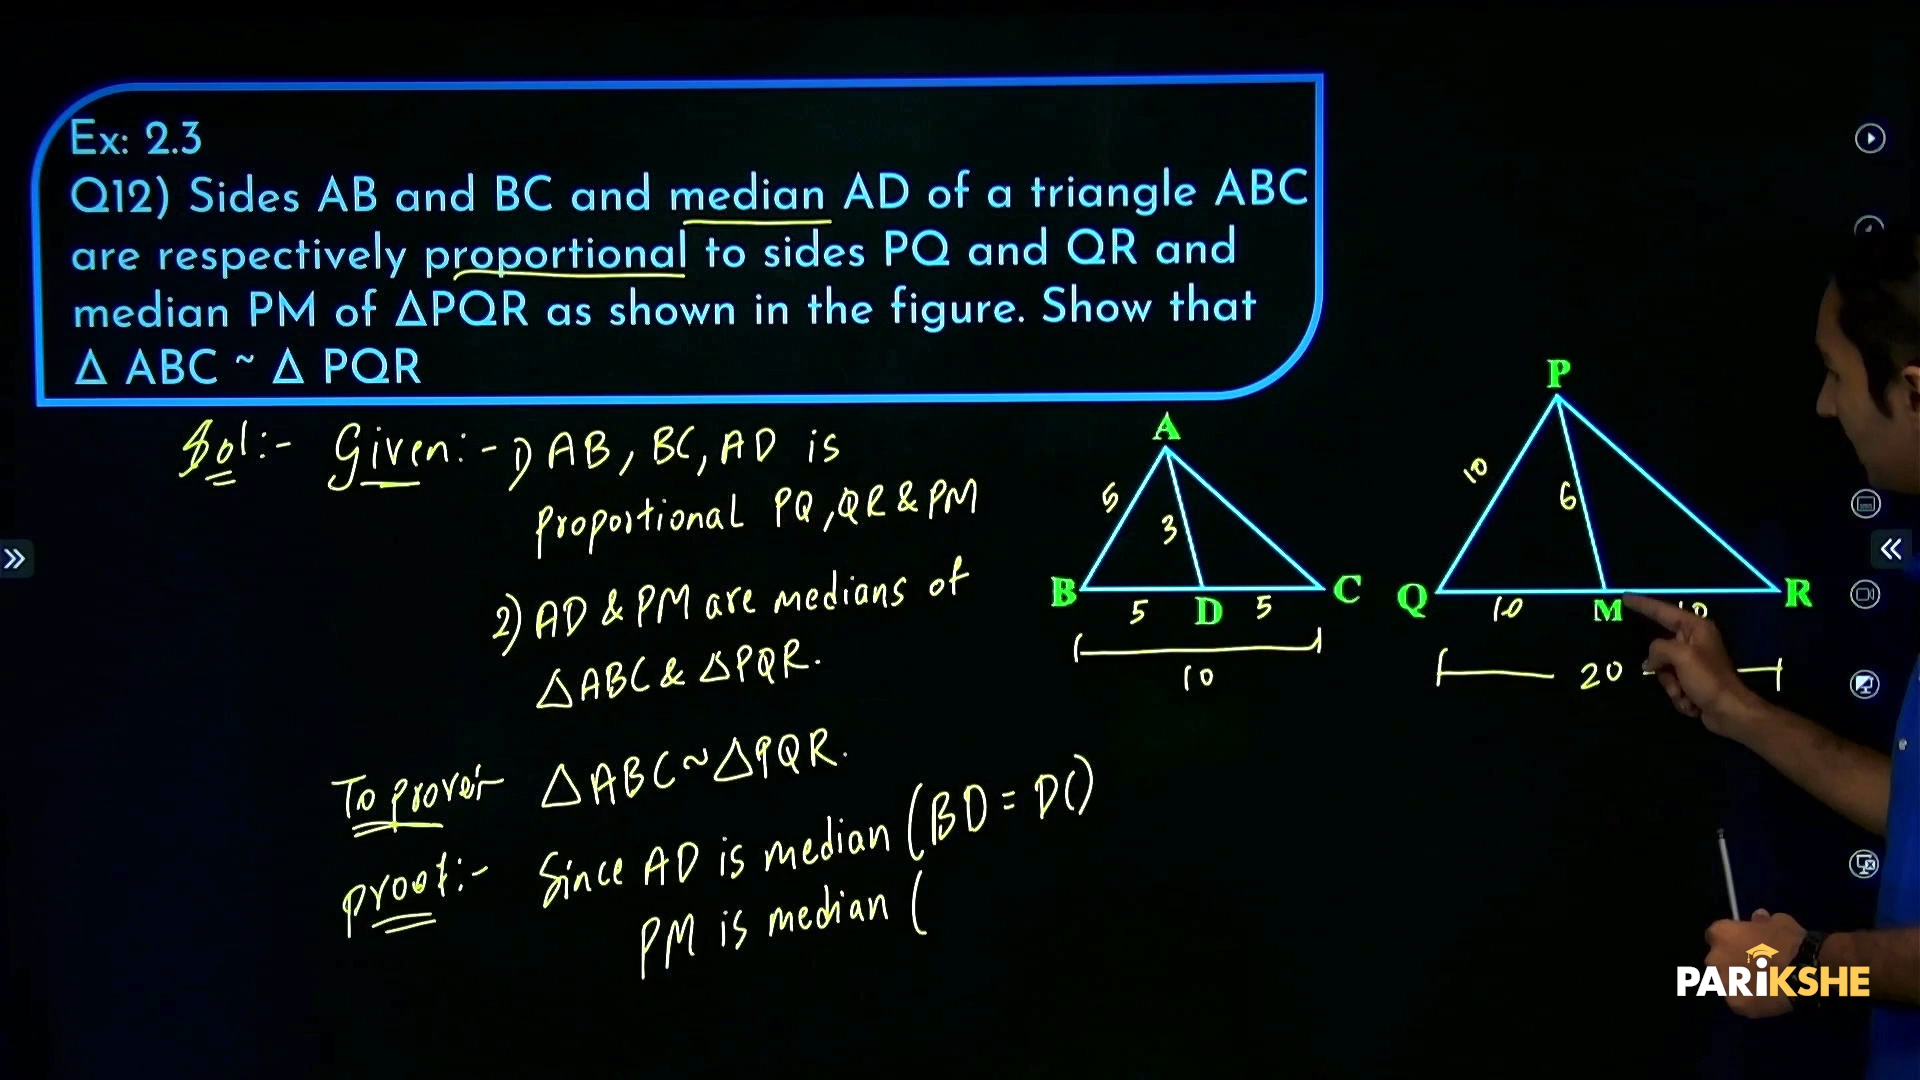 Ex: 2.3
Q12) Sides AB and BC and median AD of a triangle ABC
are respectively proportional to sides PQ and QR and
median PM of ΔPQR as shown in the figure. Show that
Δ ABC ~ Δ PQR
Sol:- Given:- 1) AB, BC, AD is
proportional PQ, QR & PM
2) AD & PM are medians of
ΔABC & ΔPQR.
To prove:- ΔABC ~ ΔPQR.
proof:- Since AD is median (BD = DC)
PM is median (
A
5
3
B
C
5
D
5
10
P
10
6
Q
R
10
M
10
20
PARiKSHE